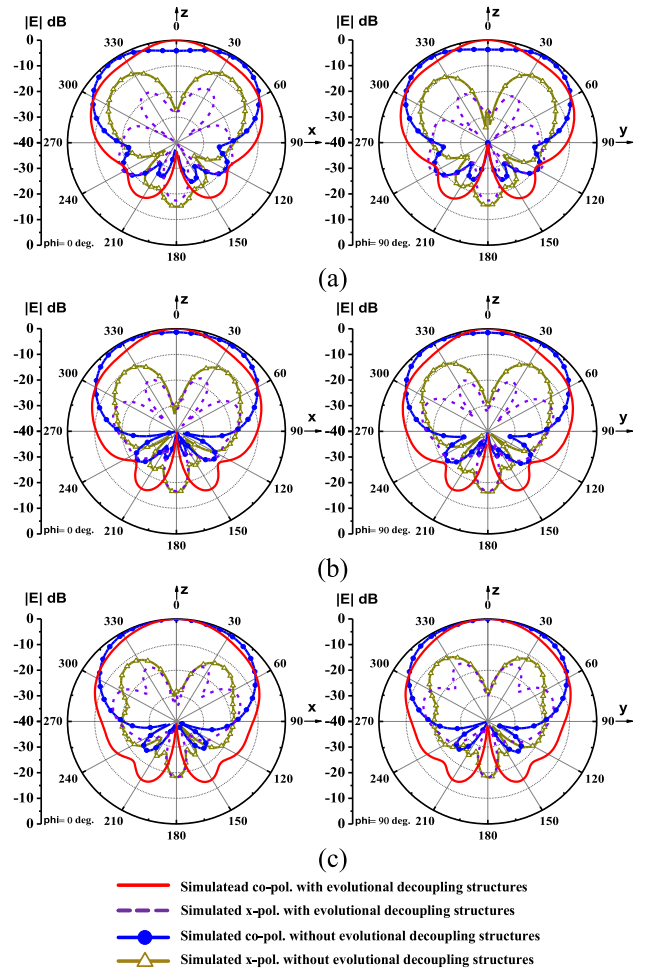 |E| dB z |E| dB z
0 0 0 0
330 30 330 30
-10 -10
300 60 300 60
-20 -20
-30 x -30 y
-40 270 90 -40 270 90
-30 -30
-20 240 120 -20 240 120
-10 -10
210 150 210 150
0 phi= 0 deg. 180 0 phi= 90 deg. 180
(a)
|E| dB z |E| dB z
0 0 0 0
330 30 330 30
-10 -10
300 60 300 60
-20 -20
-30 x -30 y
-40 270 90 -40 270 90
-30 -30
-20 240 120 -20 240 120
-10 -10
210 150 210 150
0 phi= 0 deg. 180 0 phi= 90 deg. 180
(b)
|E| dB z |E| dB z
0 0 0 0
330 30 330 30
-10 -10
300 60 300 60
-20 -20
-30 x -30 y
-40 270 90 -40 270 90
-30 -30
-20 240 120 -20 240 120
-10 -10
210 150 210 150
0 phi= 0 deg. 180 0 phi= 90 deg. 180
(c)
Simulatead co-pol. with evolutional decoupling structures
Simulated x-pol. with evolutional decoupling structures
Simulated co-pol. without evolutional decoupling structures
Simulated x-pol. without evolutional decoupling structures